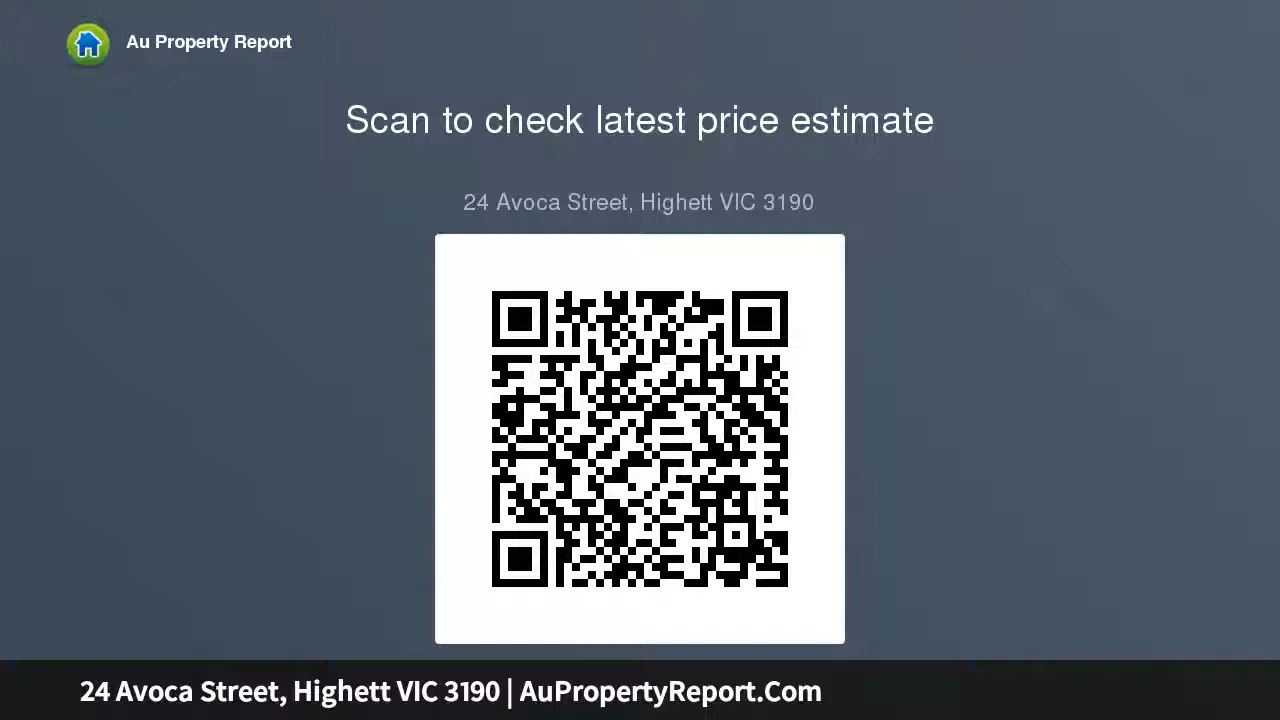 Au Property Report
Scan to check latest price estimate
24 Avoca Street, Highett VIC 3190
24 Avoca Street, Highett VIC 3190 | AuPropertyReport.Com